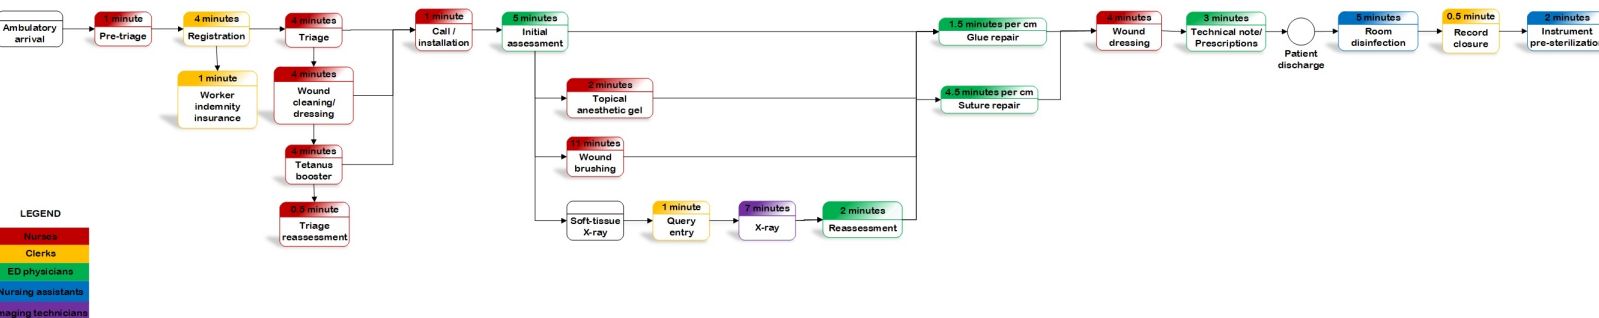 Ambulatory
arrival
1 minute
Pre-triage
4 minutes
Registration
1 minute
Worker
indemnity
insurance
4 minutes
Triage
4 minutes
Wound
cleaning/
dressing
4 minutes
Tetanus
booster
0.5 minute
Triage
reassessment
1 minute
Call /
installation
5 minutes
Initial
assessment
2 minutes
Topical
anesthetic gel
11 minutes
Wound
brushing
Soft-tissue
X-ray
1 minute
Query
entry
7 minutes
X-ray
2 minutes
Reassessment
1.5 minutes per cm
Glue repair
4.5 minutes per cm
Suture repair
4 minutes
Wound
dressing
3 minutes
Technical note/
Prescriptions
Patient
discharge
5 minutes
Room
disinfection
0.5 minute
Record
closure
2 minutes
Instrument
pre-sterilizatio
LEGEND
Nurses
Clerks
ED physicians
Nursing assistants
maging technicians